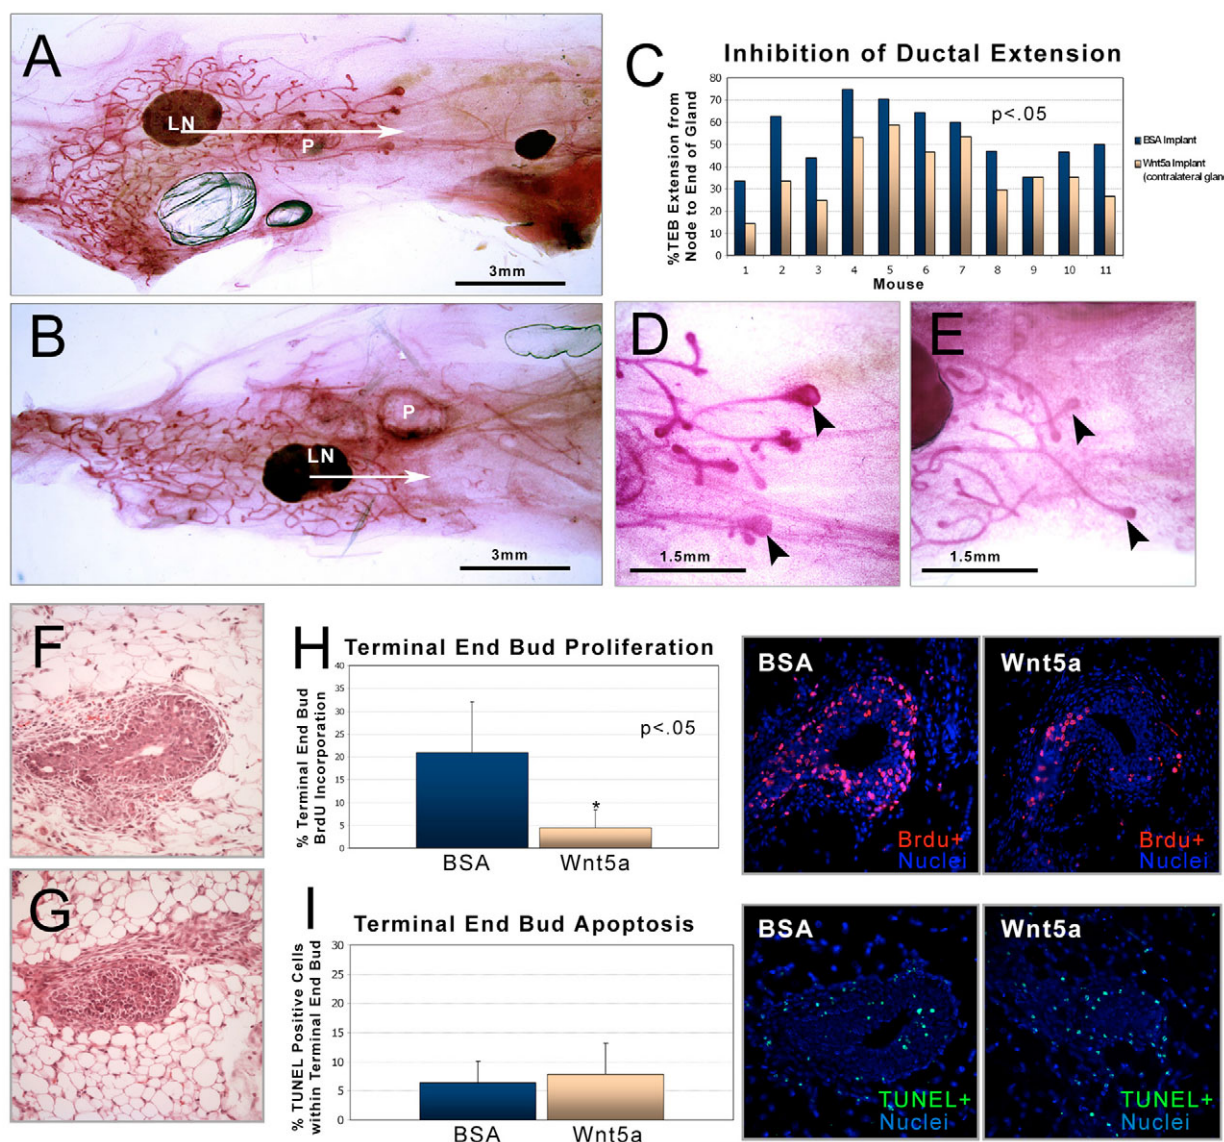 A
LN
P
3mm
B
P
LN
3mm
C
Inhibition of Ductal Extension
%TEB Extension from
Node to End of Gland
80
70
60
50
40
30
20
10
0
p<.05
BSA Implant
Wnt5a Implant
(contralateral gland
1 2 3 4 5 6 7 8 9 10 11
Mouse
D
1.5mm
E
1.5mm
F
G
H
Terminal End Bud Proliferation
% Terminal End Bud
BrdU Incorporation
40
35
30
25
20
15
10
5
0
p<.05
*
BSA Wnt5a
BSA
Brdu+
Nuclei
Wnt5a
Brdu+
Nuclei
I
Terminal End Bud Apoptosis
% TUNEL Positive Cells
within Terminal End Bud
30
25
20
15
10
5
0
BSA Wnt5a
BSA
TUNEL+
Nuclei
Wnt5a
TUNEL+
Nuclei